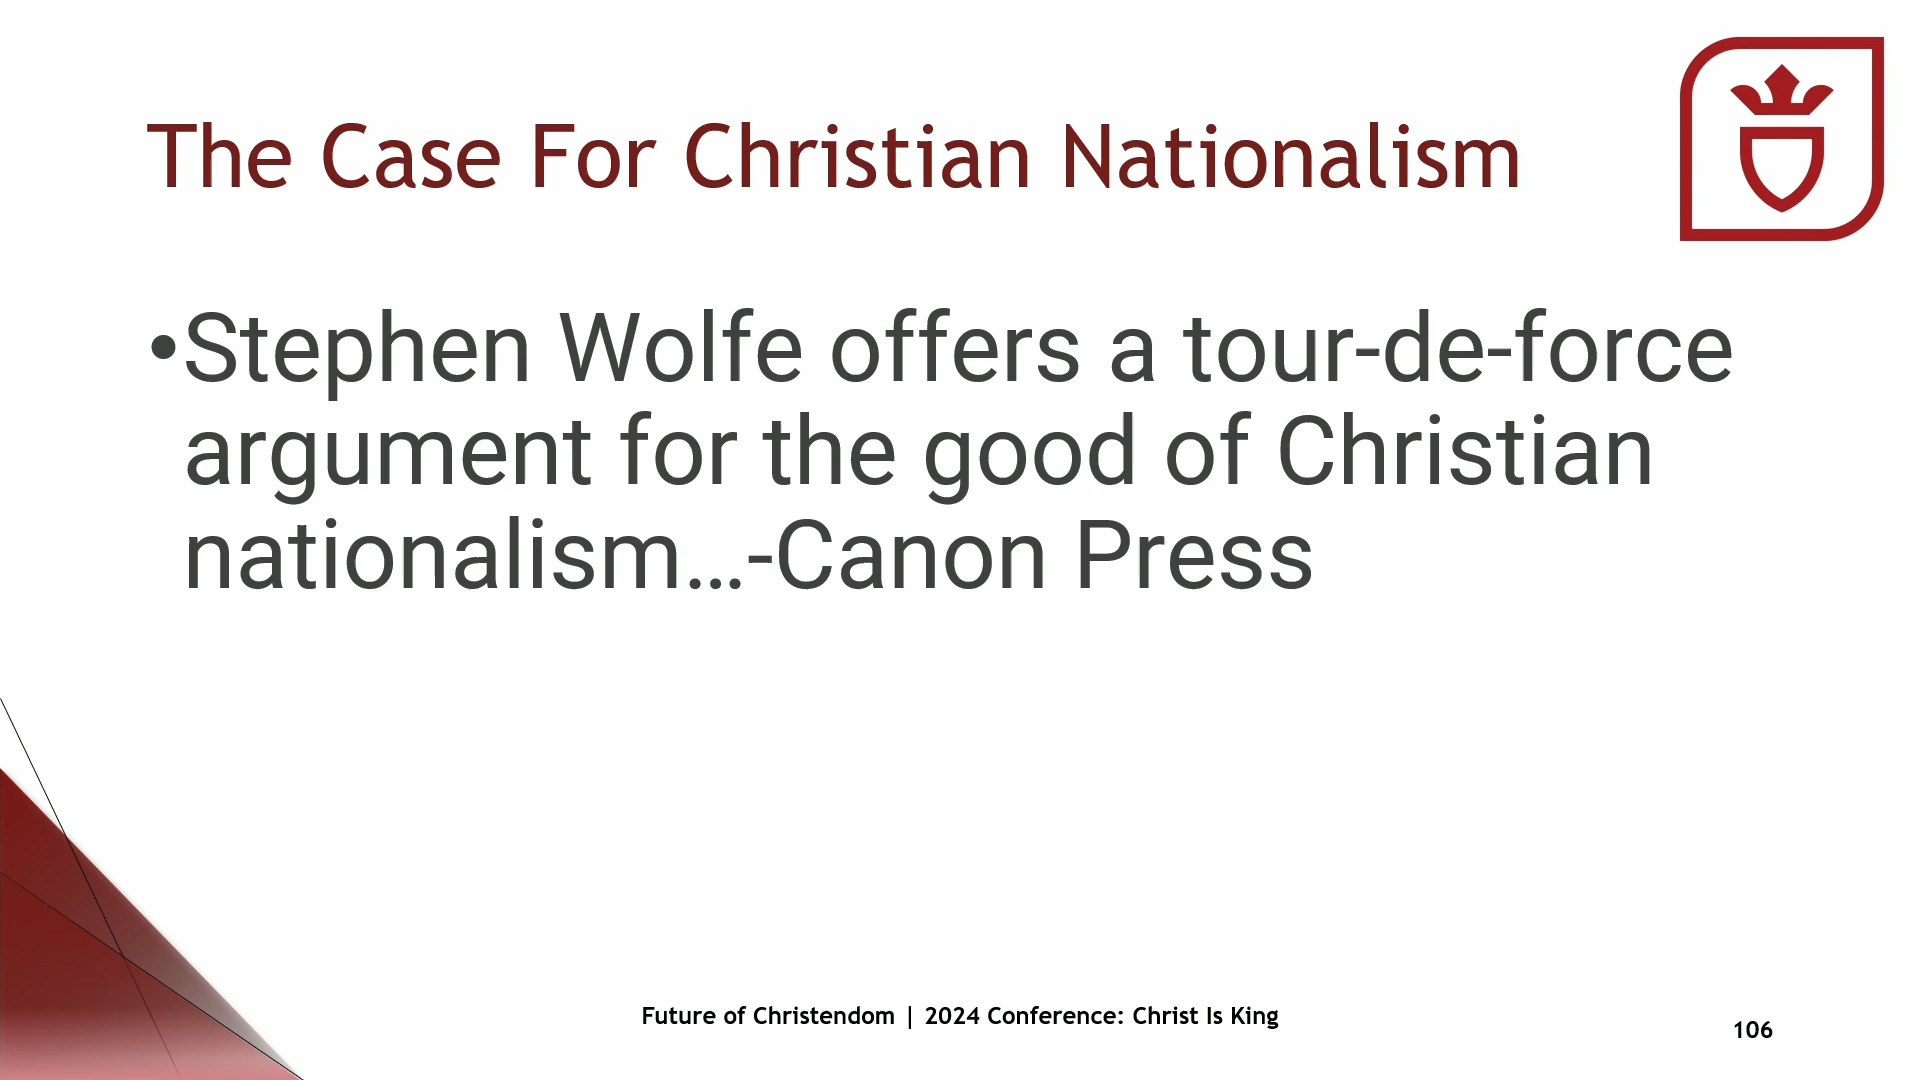 The Case For Christian Nationalism
•Stephen Wolfe offers a tour-de-force
argument for the good of Christian
nationalism…-Canon Press
Future of Christendom | 2024 Conference: Christ Is King
106